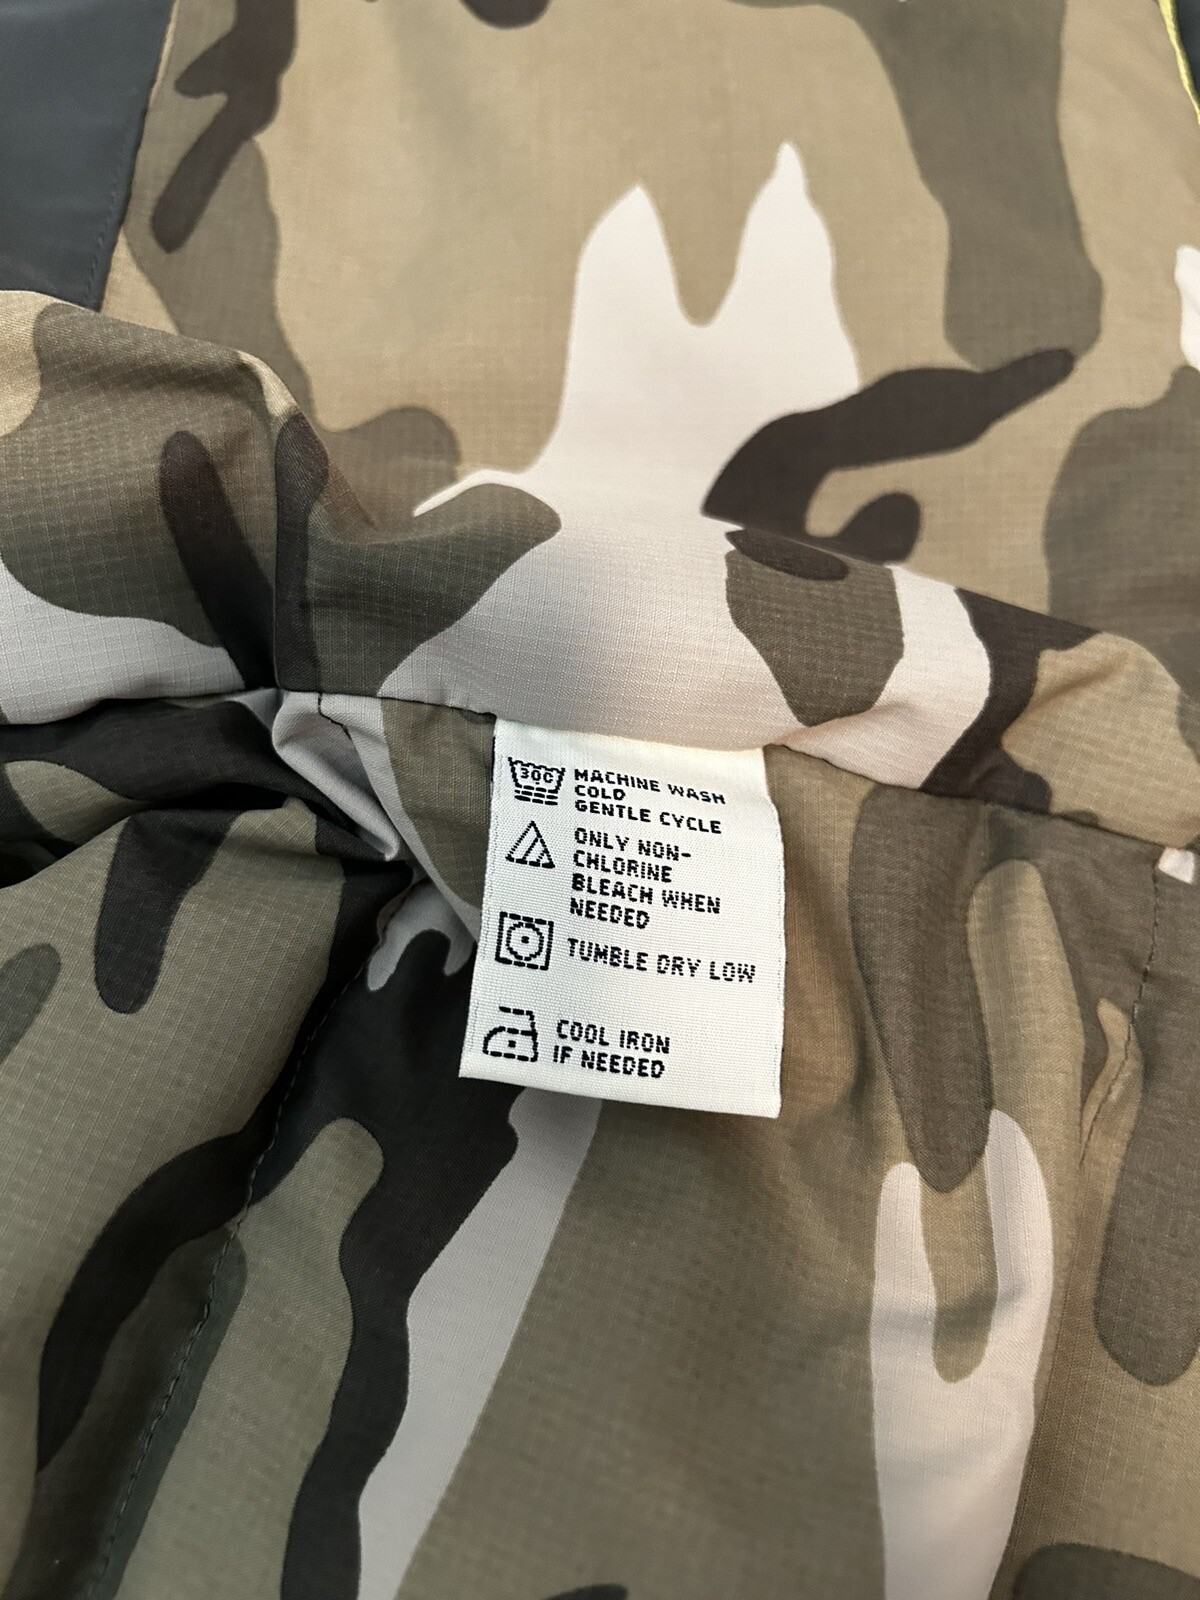 30C MACHINE WASH
COLD
GENTLE CYCLE
ONLY NON-
CHLORINE
BLEACH WHEN
NEEDED
TUMBLE DRY LOW
COOL IRON
IF NEEDED